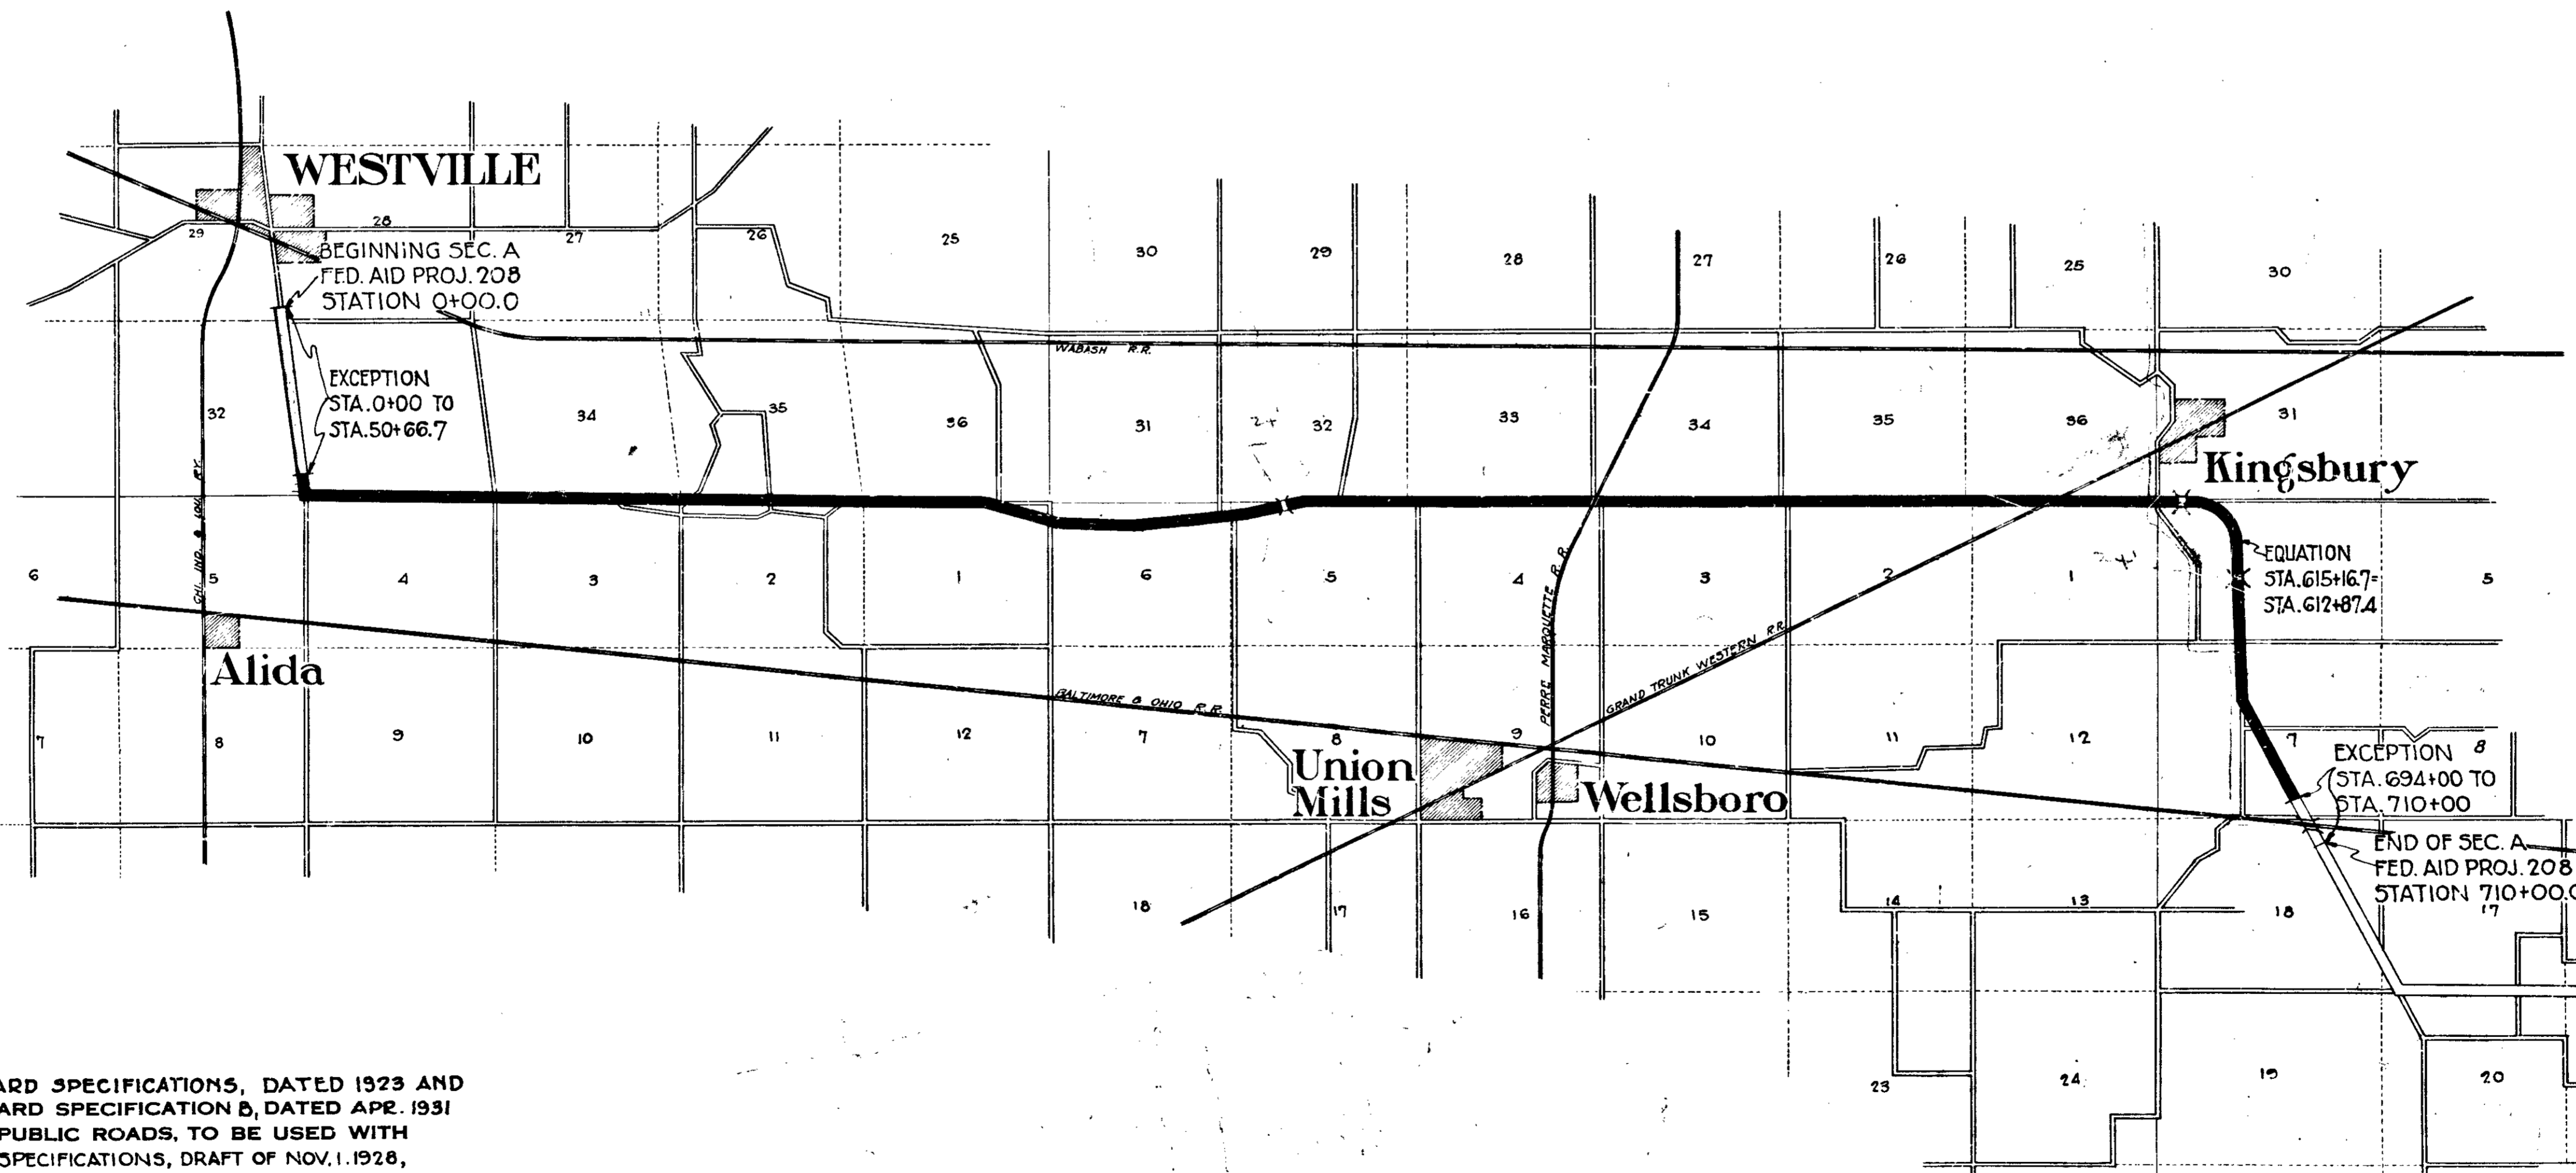 WESTVILLE
28
29
27
26
25
30
29
28
27
26
25
30
BEGINNING SEC. A
FED. AID PROJ. 208
STATION 0+00.0
WABASH R.R.
EXCEPTION
STA. 0+00 TO
STA. 50+66.7
32
34
35
36
31
32
33
34
35
36
31
Kingsbury
CHI. IND. & LOU. RY.
6
5
4
3
2
1
6
5
4
3
2
1
5
EQUATION
STA. 615+16.7=
STA. 612+87.4
Alida
BALTIMORE & OHIO R.R.
PERRE MARQUETTE R.R.
GRAND TRUNK WESTERN R.R.
7
8
9
10
11
12
7
8
9
10
11
12
7
8
Union
Mills
Wellsboro
EXCEPTION
STA. 694+00 TO
STA. 710+00
END OF SEC. A
FED. AID PROJ. 208
STATION 710+00.0
18
17
16
15
14
13
18
17
23
24
19
20
ARD SPECIFICATIONS, DATED 1923 AND
ARD SPECIFICATION B, DATED APR. 1931
PUBLIC ROADS, TO BE USED WITH
SPECIFICATIONS, DRAFT OF NOV. 1. 1928,